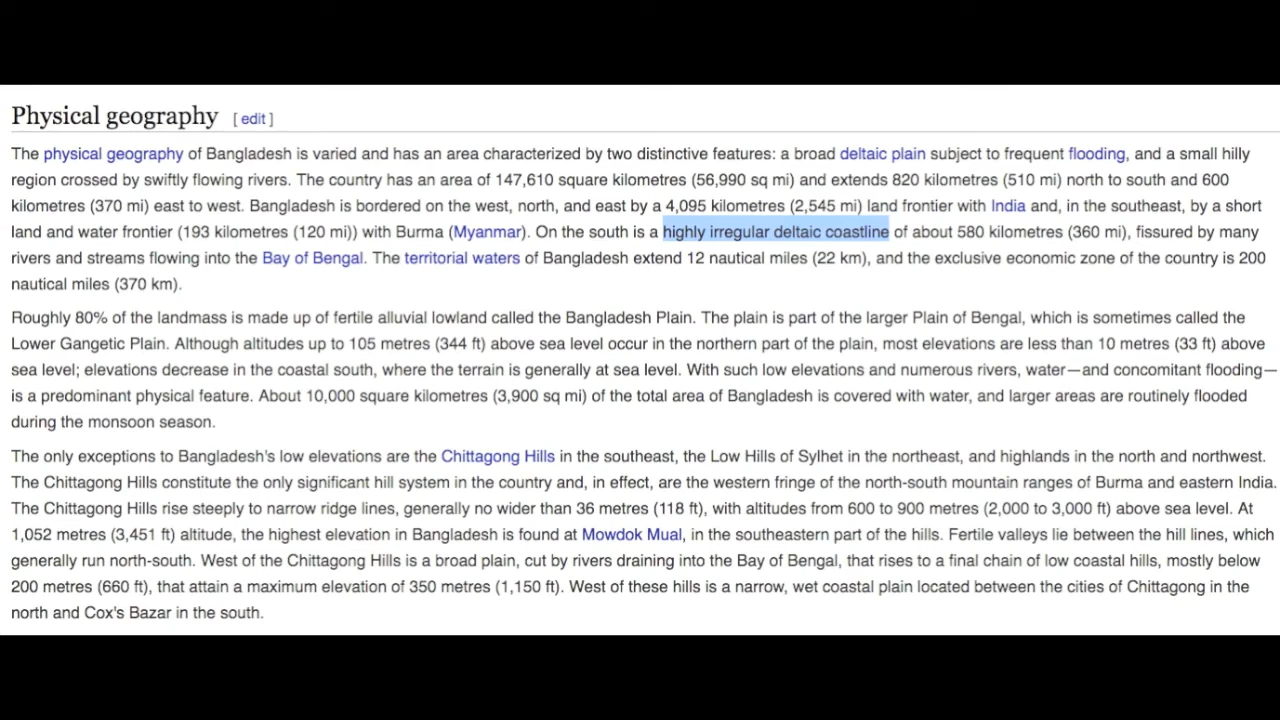 Physical geography [ edit ]
The physical geography of Bangladesh is varied and has an area characterized by two distinctive features: a broad deltaic plain subject to frequent flooding, and a small hilly
region crossed by swiftly flowing rivers. The country has an area of 147,610 square kilometres (56,990 sq mi) and extends 820 kilometres (510 mi) north to south and 600
kilometres (370 mi) east to west. Bangladesh is bordered on the west, north, and east by a 4,095 kilometres (2,545 mi) land frontier with India and, in the southeast, by a short
land and water frontier (193 kilometres (120 mi)) with Burma (Myanmar). On the south is a highly irregular deltaic coastline of about 580 kilometres (360 mi), fissured by many
rivers and streams flowing into the Bay of Bengal. The territorial waters of Bangladesh extend 12 nautical miles (22 km), and the exclusive economic zone of the country is 200
nautical miles (370 km).
Roughly 80% of the landmass is made up of fertile alluvial lowland called the Bangladesh Plain. The plain is part of the larger Plain of Bengal, which is sometimes called the
Lower Gangetic Plain. Although altitudes up to 105 metres (344 ft) above sea level occur in the northern part of the plain, most elevations are less than 10 metres (33 ft) above
sea level; elevations decrease in the coastal south, where the terrain is generally at sea level. With such low elevations and numerous rivers, water—and concomitant flooding—
is a predominant physical feature. About 10,000 square kilometres (3,900 sq mi) of the total area of Bangladesh is covered with water, and larger areas are routinely flooded
during the monsoon season.
The only exceptions to Bangladesh's low elevations are the Chittagong Hills in the southeast, the Low Hills of Sylhet in the northeast, and highlands in the north and northwest.
The Chittagong Hills constitute the only significant hill system in the country and, in effect, are the western fringe of the north-south mountain ranges of Burma and eastern India.
The Chittagong Hills rise steeply to narrow ridge lines, generally no wider than 36 metres (118 ft), with altitudes from 600 to 900 metres (2,000 to 3,000 ft) above sea level. At
1,052 metres (3,451 ft) altitude, the highest elevation in Bangladesh is found at Mowdok Mual, in the southeastern part of the hills. Fertile valleys lie between the hill lines, which
generally run north-south. West of the Chittagong Hills is a broad plain, cut by rivers draining into the Bay of Bengal, that rises to a final chain of low coastal hills, mostly below
200 metres (660 ft), that attain a maximum elevation of 350 metres (1,150 ft). West of these hills is a narrow, wet coastal plain located between the cities of Chittagong in the
north and Cox's Bazar in the south.